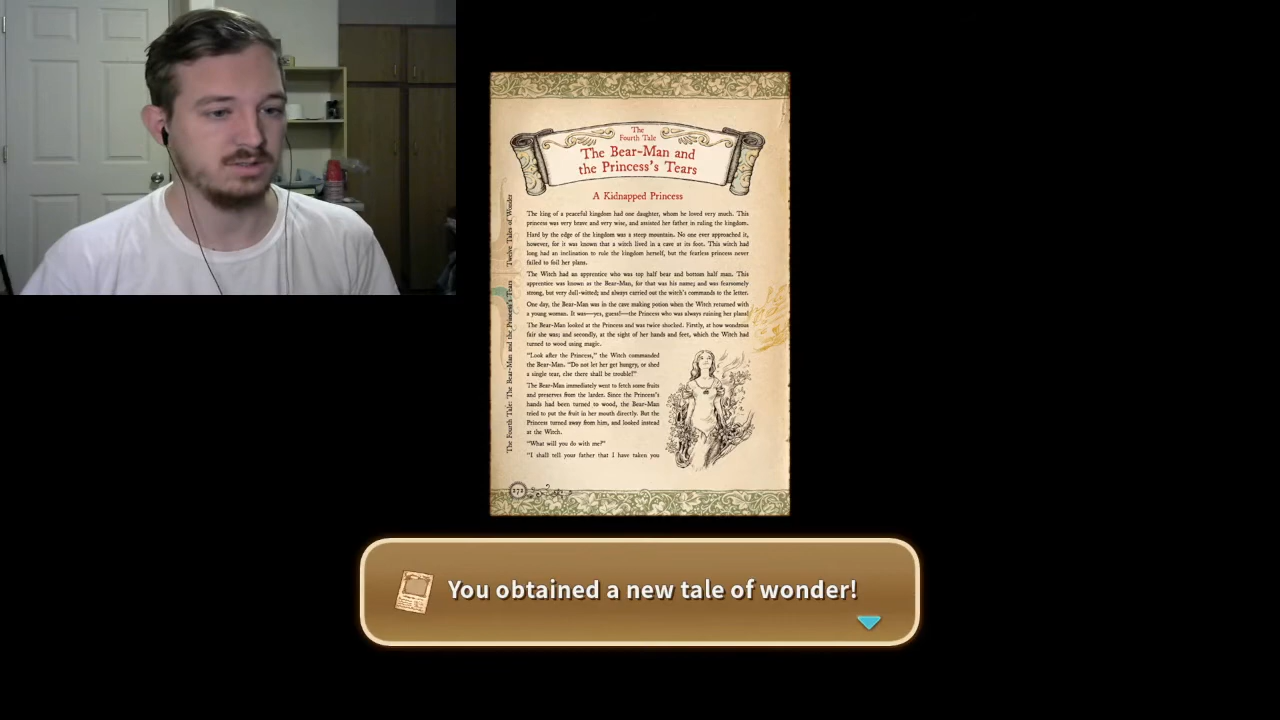 The
Fourth Tale
The Bear-Man and
the Princess's Tears
A Kidnapped Princess
The king of a peaceful kingdom had one daughter, whom he loved very much. This
princess was very brave and very wise, and assisted her father in ruling the kingdom.
Hard by the edge of the kingdom was a steep mountain. No one ever approached it,
however, for it was known that a witch lived in a cave at its foot. This witch had
long had an inclination to rule the kingdom herself, but the fearless princess never
failed to foil her plans.
The Witch had an apprentice who was top half bear and bottom half man. This
apprentice was known as the Bear-Man, for that was his name; and was fearsomely
strong, but very dull-witted; and always carried out the witch's commands to the letter.
One day, the Bear-Man was in the cave making potion when the Witch returned with
a young woman. It was—yes, guess!—the Princess who was always ruining her plans!
The Bear-Man looked at the Princess and was twice shocked. Firstly, at how wondrous
fair she was; and secondly, at the sight of her hands and feet, which the Witch had
turned to wood using magic.
"Look after the Princess," the Witch commanded
the Bear-Man. "Do not let her get hungry, or shed
a single tear, else there shall be trouble!"
The Bear-Man immediately went to fetch some fruits
and preserves from the larder. Since the Princess's
hands had been turned to wood, the Bear-Man
tried to put the fruit in her mouth directly. But the
Princess turned away from him, and looked instead
at the Witch.
"What will you do with me?"
"I shall tell your father that I have taken you
272
The Fourth Tale: The Bear-Man and the Princess's Tears Twelve Tales of Wonder
You obtained a new tale of wonder!